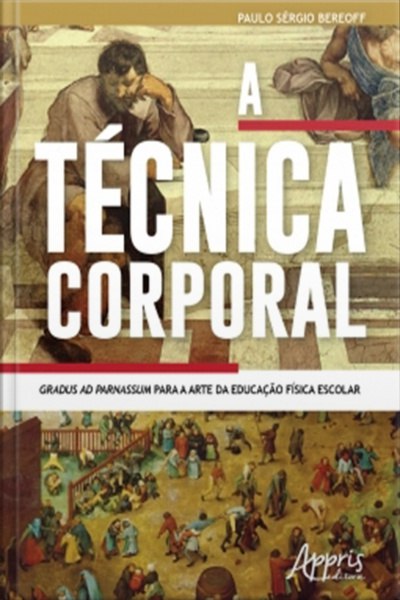 PAULO SÉRGIO BEREOFF
A
TÉCNICA
CORPORAL
GRADUS AD PARNASSUM PARA A ARTE DA EDUCAÇÃO FÍSICA ESCOLAR
Appris
editora